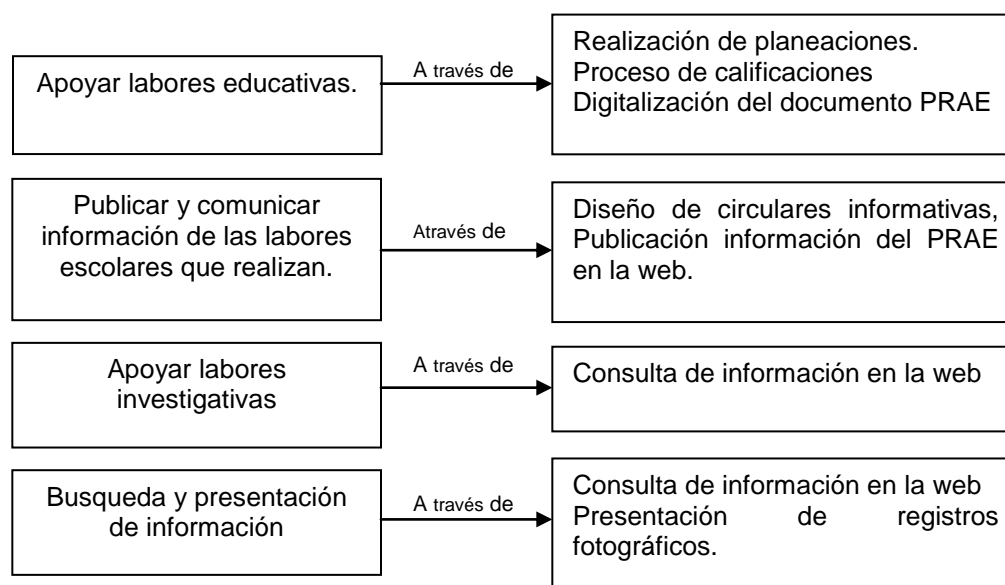 Apoyar labores educativas.
A través de
Realización de planeaciones.
Proceso de calificaciones
Digitalización del documento PRAE
Publicar y comunicar
información de las labores
escolares que realizan.
Através de
Diseño de circulares informativas,
Publicación información del PRAE
en la web.
Apoyar labores
investigativas
A través de
Consulta de información en la web
Busqueda y presentación
de información
A través de
Consulta de información en la web
Presentación de registros
fotográficos.